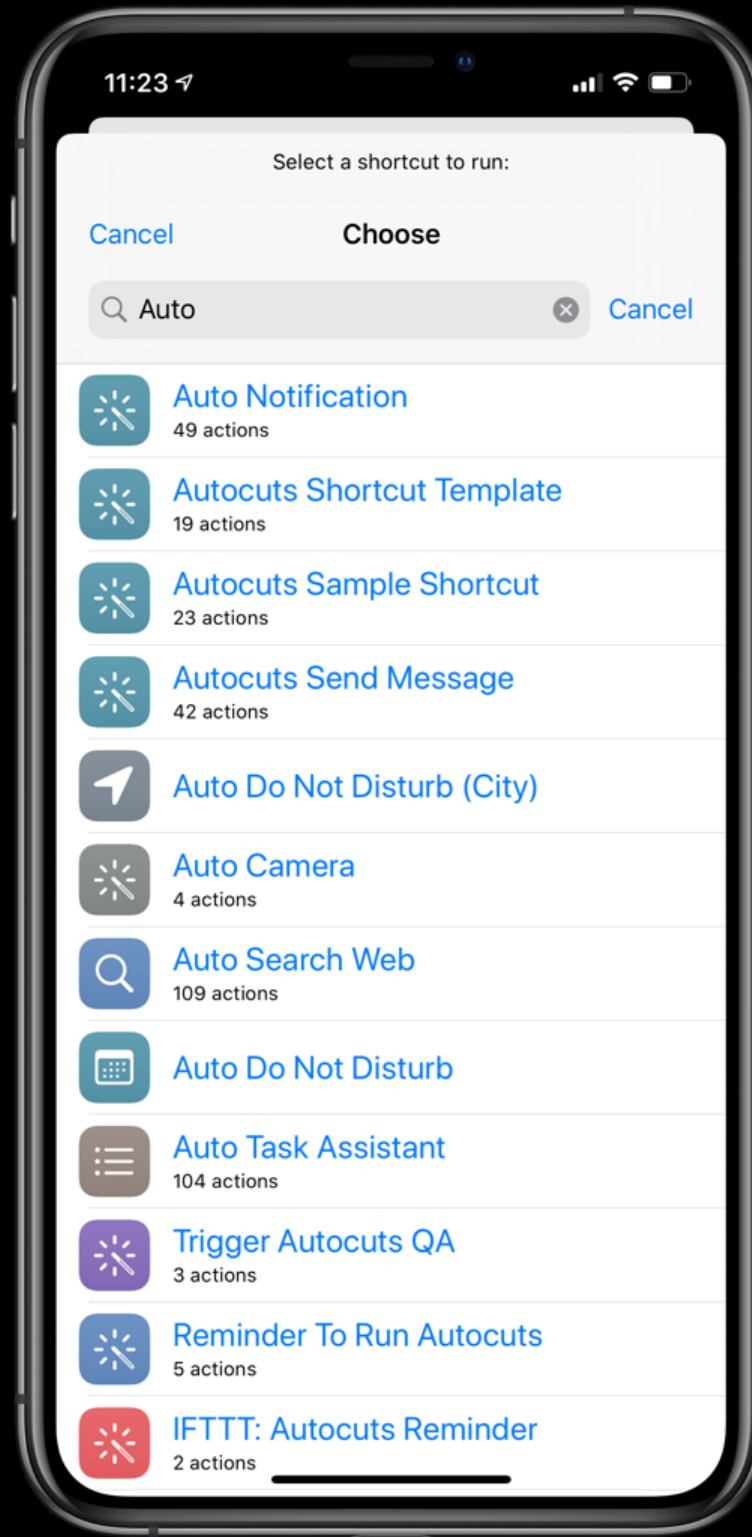 11:23
Select a shortcut to run:
Cancel
Choose
Auto
Cancel
Auto Notification
49 actions
Autocuts Shortcut Template
19 actions
Autocuts Sample Shortcut
23 actions
Autocuts Send Message
42 actions
Auto Do Not Disturb (City)
Auto Camera
4 actions
Auto Search Web
109 actions
Auto Do Not Disturb
Auto Task Assistant
104 actions
Trigger Autocuts QA
3 actions
Reminder To Run Autocuts
5 actions
IFTTT: Autocuts Reminder
2 actions